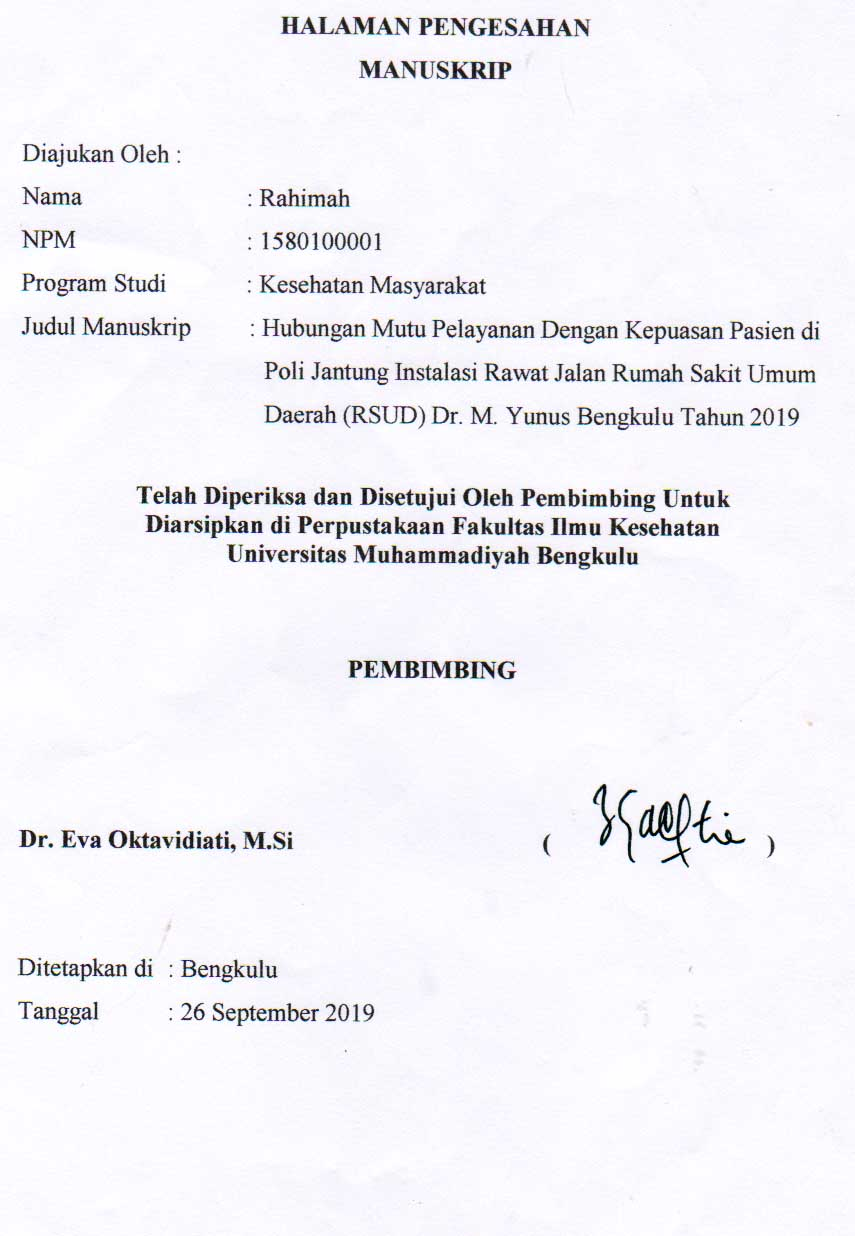 HALAMAN PENGESAHAN
MANUSKRIP
Diajukan Oleh :
Nama : Rahimah
NPM : 1580100001
Program Studi : Kesehatan Masyarakat
Judul Manuskrip : Hubungan Mutu Pelayanan Dengan Kepuasan Pasien di
Poli Jantung Instalasi Rawat Jalan Rumah Sakit Umum
Daerah (RSUD) Dr. M. Yunus Bengkulu Tahun 2019
Telah Diperiksa dan Disetujui Oleh Pembimbing Untuk
Diarsipkan di Perpustakaan Fakultas Ilmu Kesehatan
Universitas Muhammadiyah Bengkulu
PEMBIMBING
Dr. Eva Oktavidiati, M.Si ( )
Ditetapkan di : Bengkulu
Tanggal : 26 September 2019